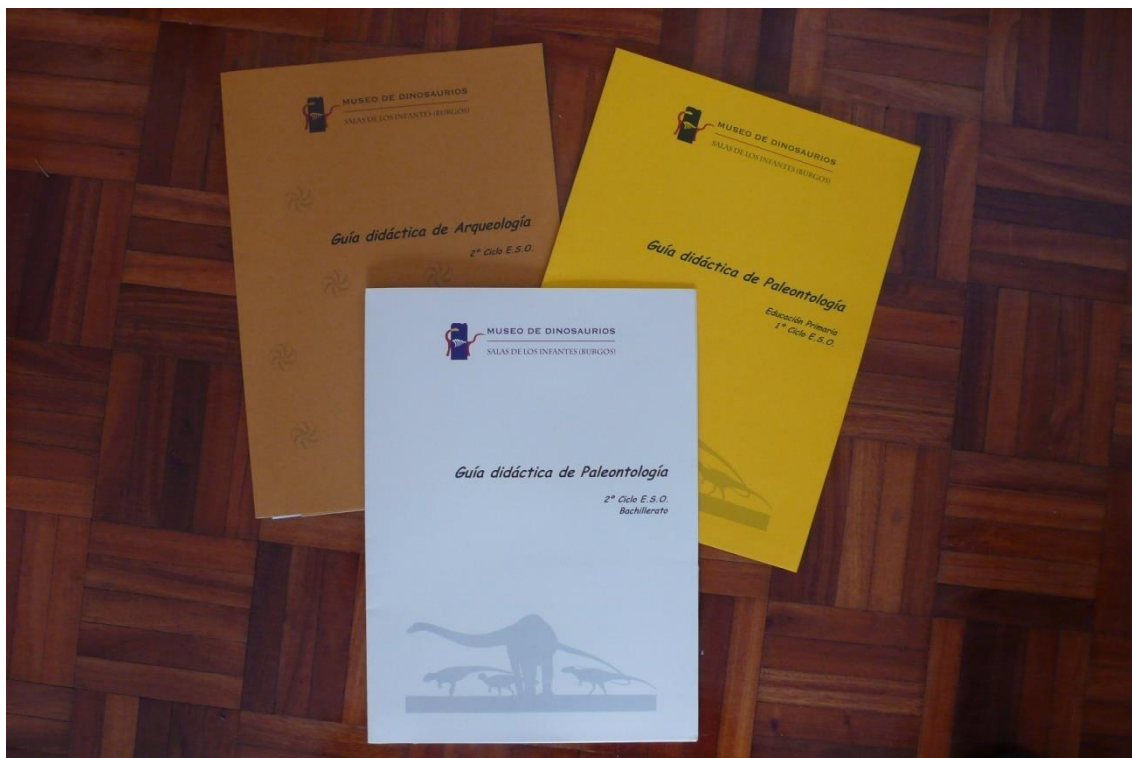 MUSEO DE DINOSAURIOS
SALAS DE LOS INFANTES (BURGOS)
Guía didáctica de Arqueología
2º Ciclo E.S.O.
MUSEO DE DINOSAURIOS
SALAS DE LOS INFANTES (BURGOS)
Guía didáctica de Paleontología
Educación Primaria
1º Ciclo E.S.O.
MUSEO DE DINOSAURIOS
SALAS DE LOS INFANTES (BURGOS)
Guía didáctica de Paleontología
2º Ciclo E.S.O.
Bachillerato